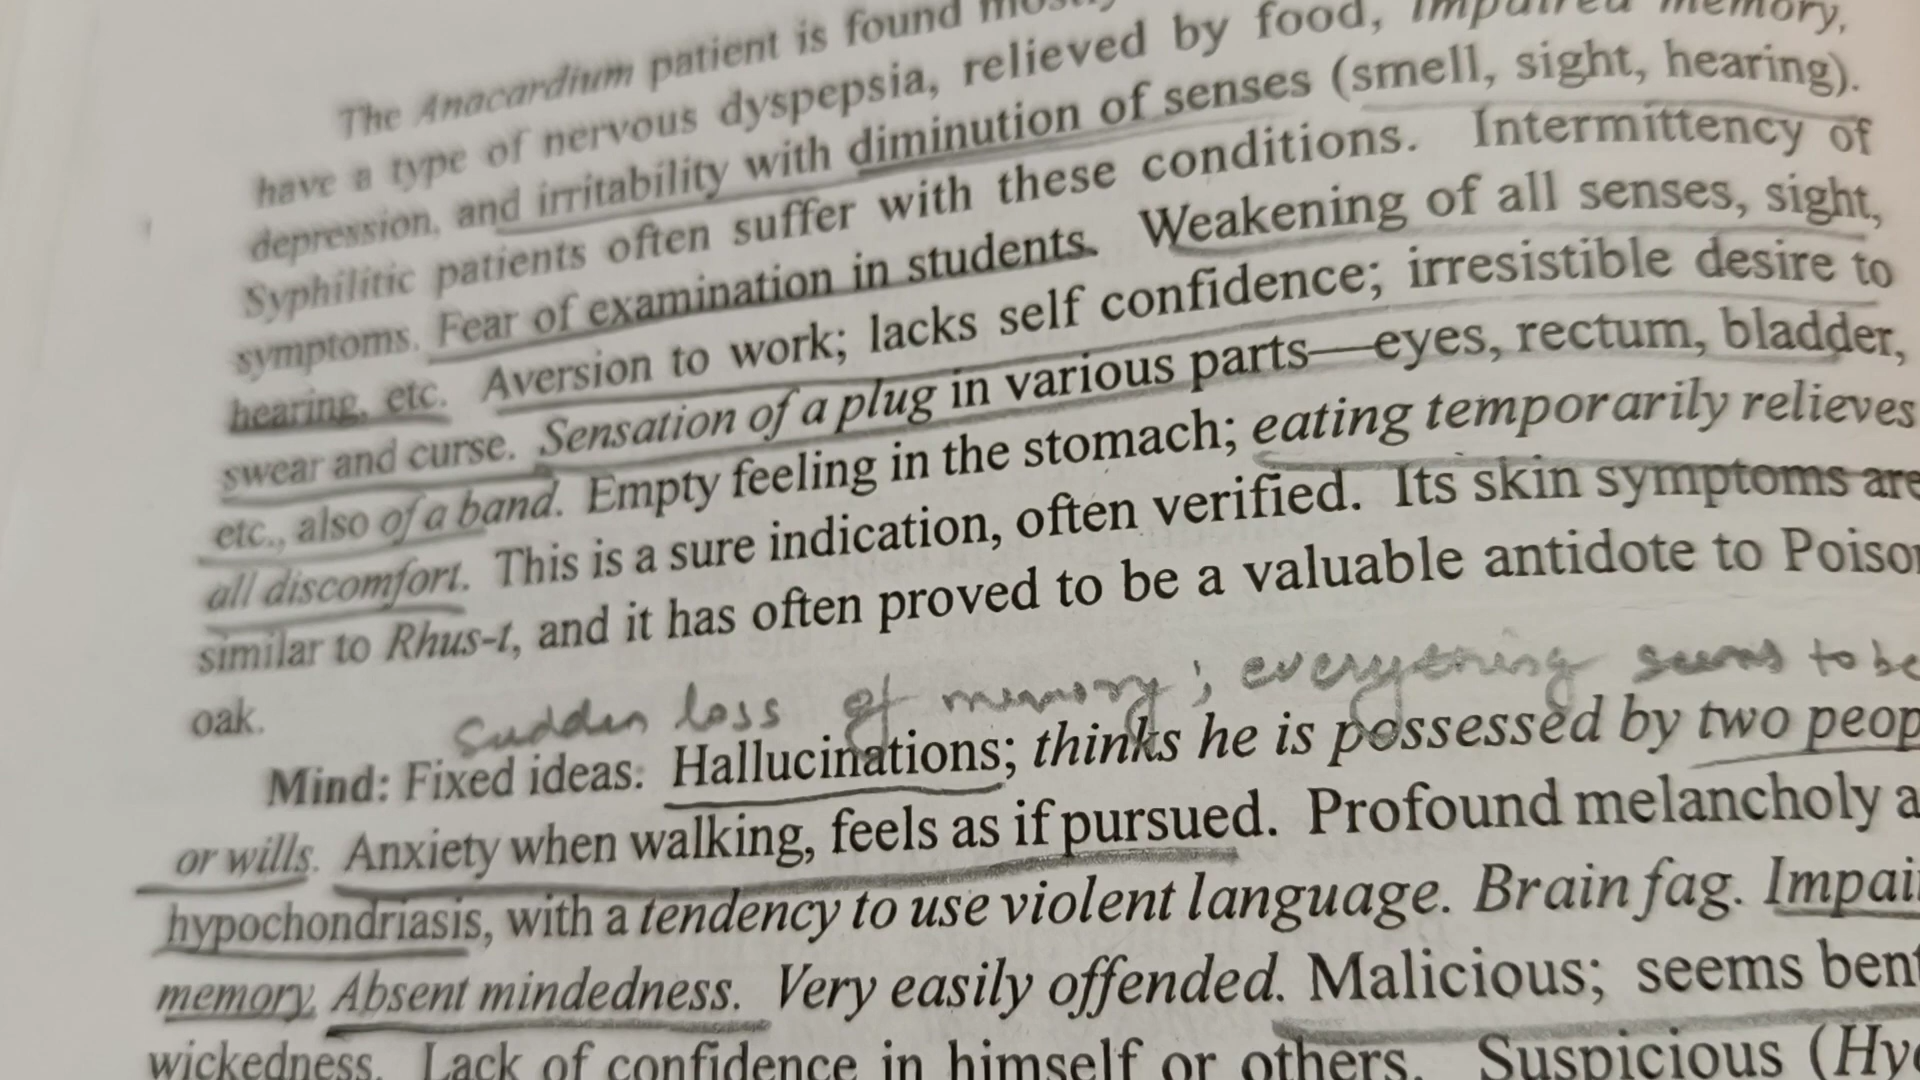 The Anacardium patient is found
have a type of nervous dyspepsia, relieved by food, impaired memory,
depression, and irritability with diminution of senses (smell, sight, hearing).
Syphilitic patients often suffer with these conditions. Intermittency of
symptoms. Fear of examination in students. Weakening of all senses, sight,
hearing, etc. Aversion to work; lacks self confidence; irresistible desire to
swear and curse. Sensation of a plug in various parts—eyes, rectum, bladder,
etc., also of a band. Empty feeling in the stomach; eating temporarily relieves
all discomfort. This is a sure indication, often verified. Its skin symptoms are
similar to Rhus-t, and it has often proved to be a valuable antidote to Poison
oak.
Sudden loss of memory; everything seems to be
Mind: Fixed ideas. Hallucinations; thinks he is possessed by two peop
or wills. Anxiety when walking, feels as if pursued. Profound melancholy a
hypochondriasis, with a tendency to use violent language. Brain fag. Impai
memory. Absent mindedness. Very easily offended. Malicious; seems bent
wickedness. Lack of confidence in himself or others. Suspicious (Hyo